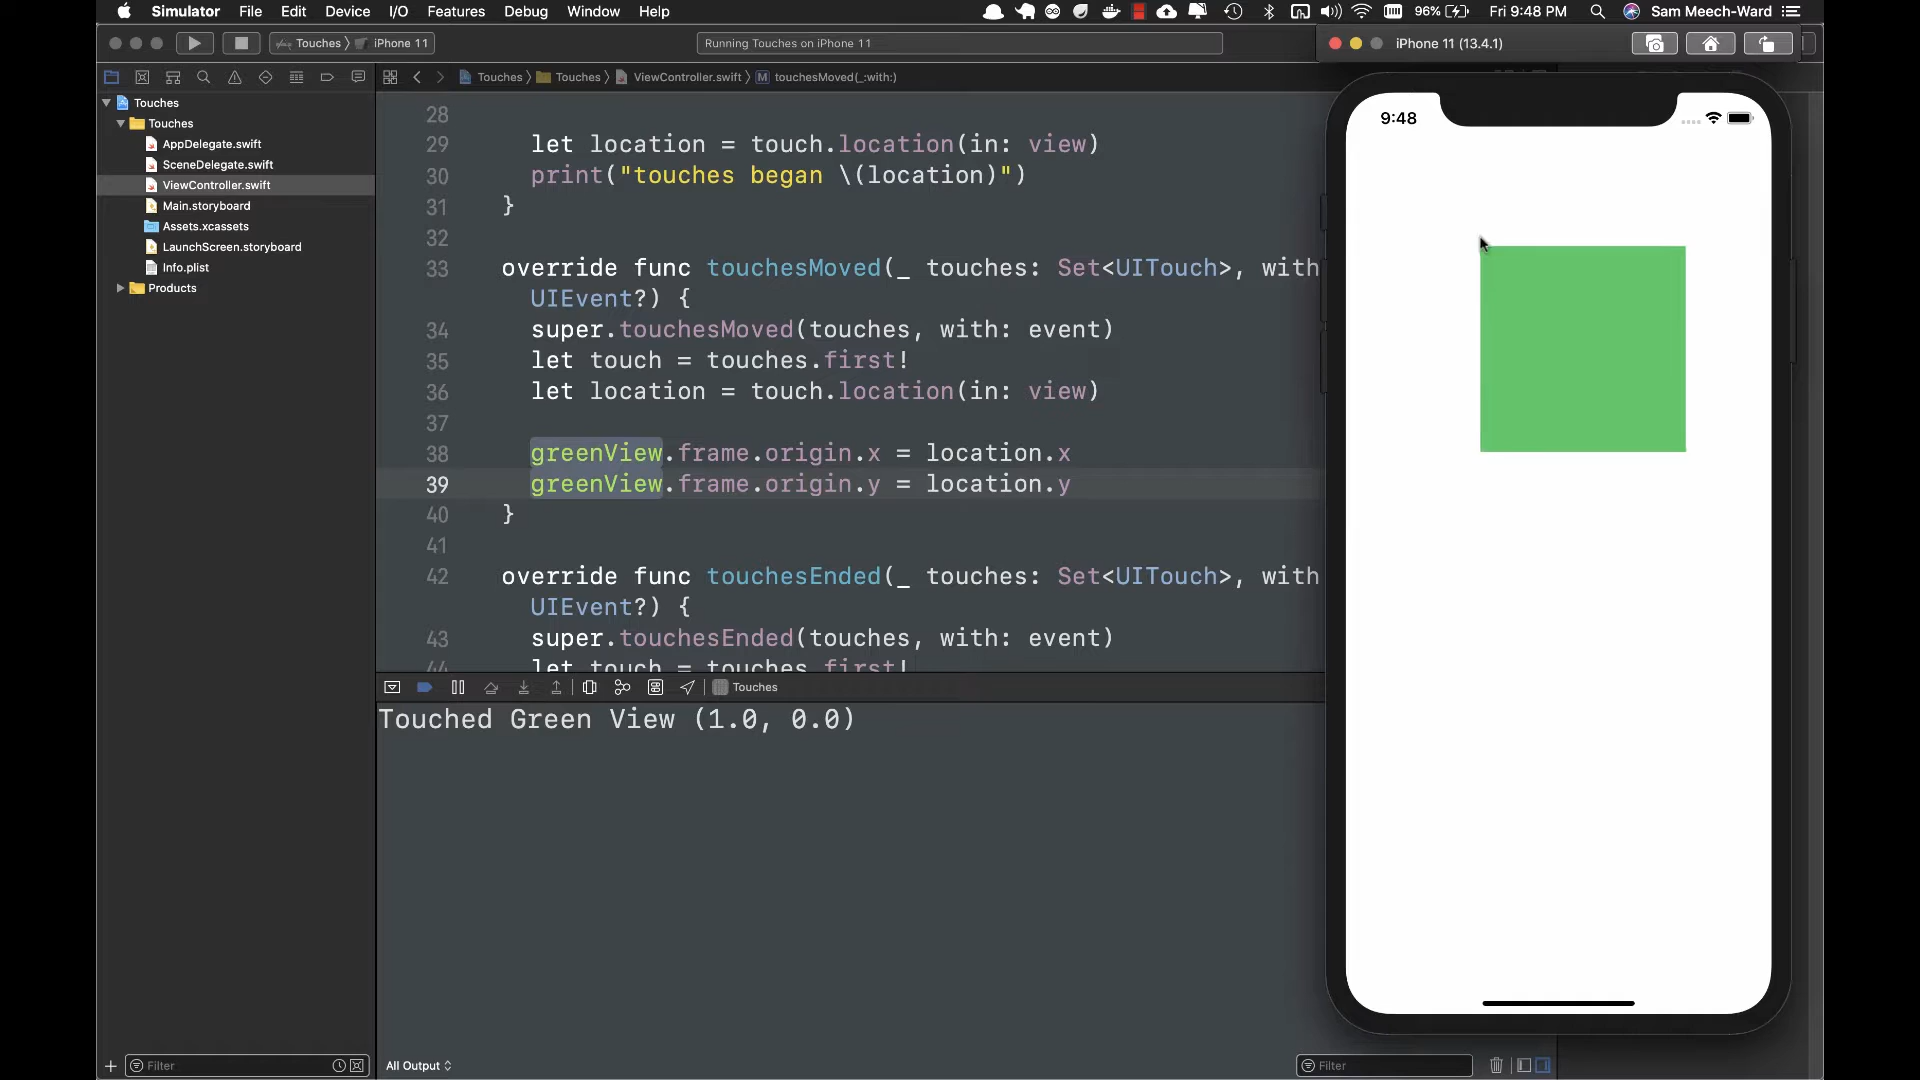 Simulator File Edit Device I/O Features Debug Window Help 96% Fri 9:48 PM Sam Meech-Ward
Touches iPhone 11 Running Touches on iPhone 11 iPhone 11 (13.4.1)
Touches Touches ViewController.swift M touchesMoved(_:with:)
Touches
Touches
AppDelegate.swift
SceneDelegate.swift
ViewController.swift
Main.storyboard
Assets.xcassets
LaunchScreen.storyboard
Info.plist
Products
Filter
28
29 let location = touch.location(in: view)
30 print("touches began \(location)")
31 }
32
33 override func touchesMoved(_ touches: Set<UITouch>, with
UIEvent?) {
34 super.touchesMoved(touches, with: event)
35 let touch = touches.first!
36 let location = touch.location(in: view)
37
38 greenView.frame.origin.x = location.x
39 greenView.frame.origin.y = location.y
40 }
41
42 override func touchesEnded(_ touches: Set<UITouch>, with
UIEvent?) {
43 super.touchesEnded(touches, with: event)
44 let touch = touches.first!
Touches
Touched Green View (1.0, 0.0)
All Output
Filter
9:48